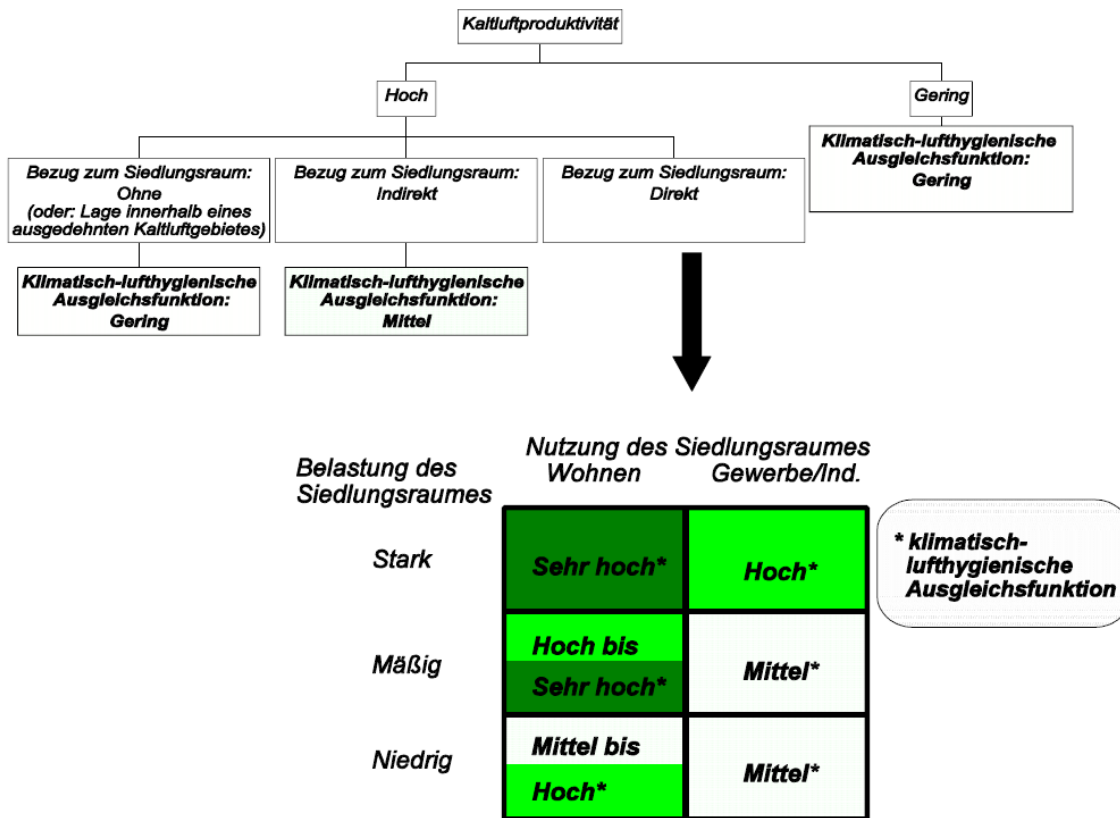 Kaltluftproduktivität
Hoch
Gering
Klimatisch-lufthygienische
Ausgleichsfunktion:
Gering
Bezug zum Siedlungsraum:
Ohne
(oder: Lage innerhalb eines
ausgedehnten Kaltluftgebietes)
Bezug zum Siedlungsraum:
Indirekt
Bezug zum Siedlungsraum:
Direkt
Klimatisch-lufthygienische
Ausgleichsfunktion:
Gering
Klimatisch-lufthygienische
Ausgleichsfunktion:
Mittel
Nutzung des Siedlungsraumes
Wohnen Gewerbe/Ind.
Belastung des
Siedlungsraumes
Stark
Sehr hoch*
Hoch*
* klimatisch-
lufthygienische
Ausgleichsfunktion
Mäßig
Hoch bis
Sehr hoch*
Mittel*
Niedrig
Mittel bis
Hoch*
Mittel*